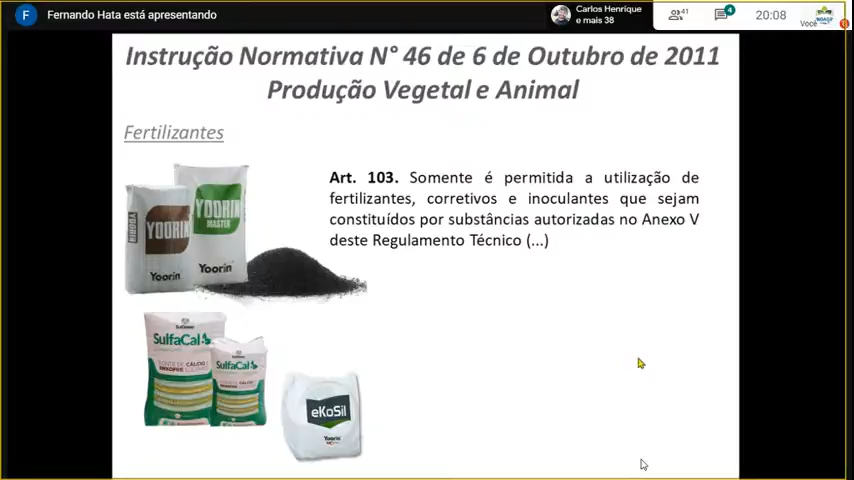 F Fernando Hata está apresentando
Carlos Henrique
e mais 38
41
4
20:08
Você
Instrução Normativa N° 46 de 6 de Outubro de 2011
Produção Vegetal e Animal
Fertilizantes
Art. 103. Somente é permitida a utilização de
fertilizantes, corretivos e inoculantes que sejam
constituídos por substâncias autorizadas no Anexo V
deste Regulamento Técnico (...)
YOORIN
YOORIN
YOORIN
MASTER
Yoorin
Yoorin
SulfaCal
SulfaCal
FONTE DE CÁLCIO E
ENXOFRE
eKoSil
Yoorin